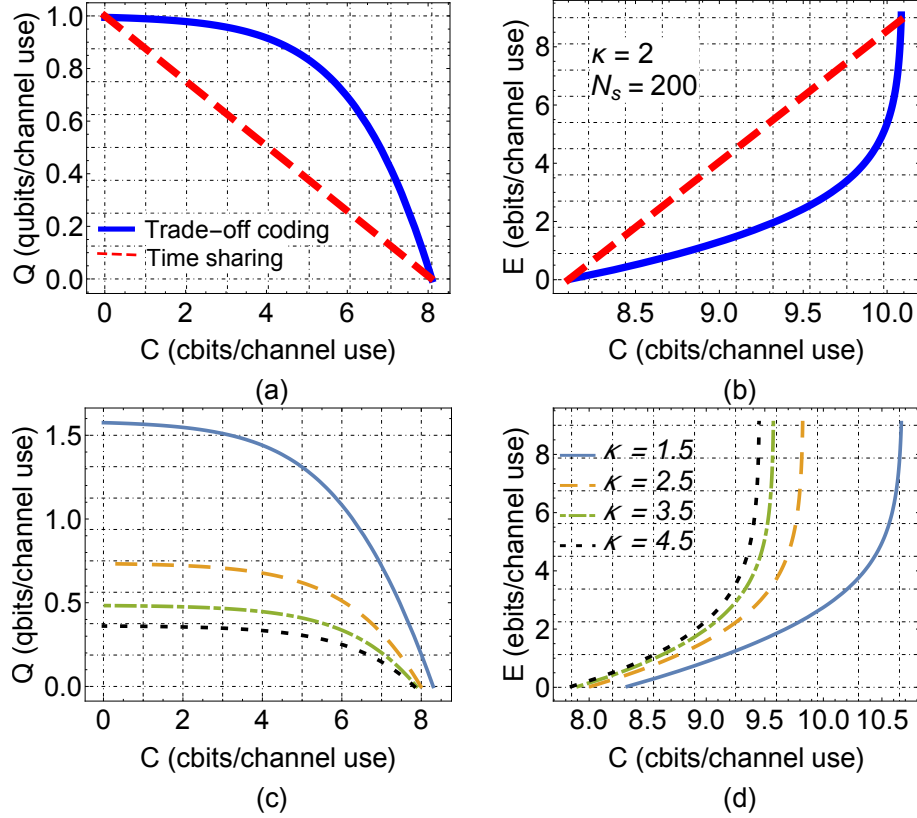 1.0
0.8
0.6
0.4
0.2
0.0
Q (qubits/channel use)
Trade-off coding
Time sharing
0 2 4 6 8
C (cbits/channel use)
(a)
8
6
4
2
0
E (ebits/channel use)
κ = 2
Ns = 200
8.5 9.0 9.5 10.0
C (cbits/channel use)
(b)
1.5
1.0
0.5
0.0
Q (qbits/channel use)
0 2 4 6 8
C (cbits/channel use)
(c)
8
6
4
2
0
E (ebits/channel use)
κ = 1.5
κ = 2.5
κ = 3.5
κ = 4.5
8.0 8.5 9.0 9.5 10.0 10.5
C (cbits/channel use)
(d)